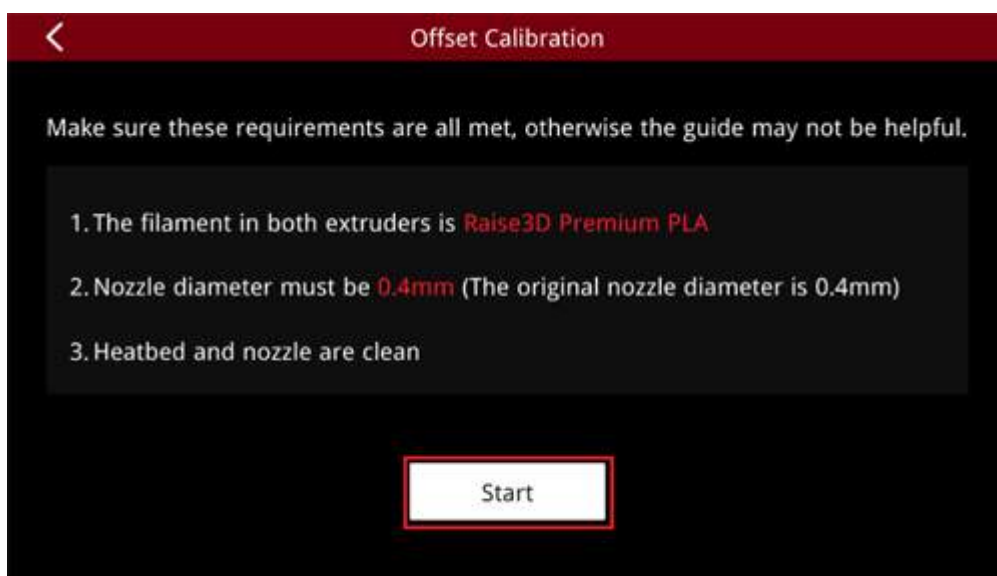 Offset Calibration
Make sure these requirements are all met, otherwise the guide may not be helpful.
1. The filament in both extruders is Raise3D Premium PLA
2. Nozzle diameter must be 0.4mm (The original nozzle diameter is 0.4mm)
3. Heatbed and nozzle are clean
Start